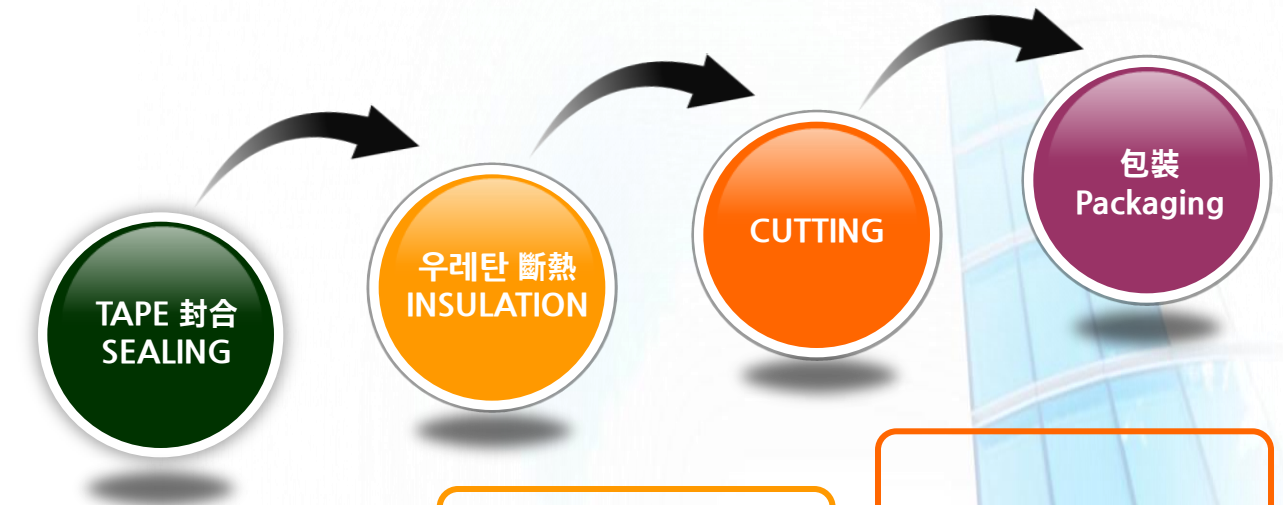 TAPE 封合
SEALING
우레탄 斷熱
INSULATION
CUTTING
包裝
Packaging